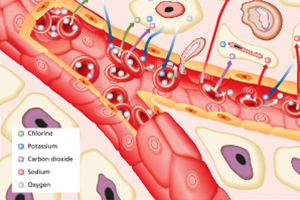 Chlorine
Potassium
Carbon dioxide
Sodium
Oxygen